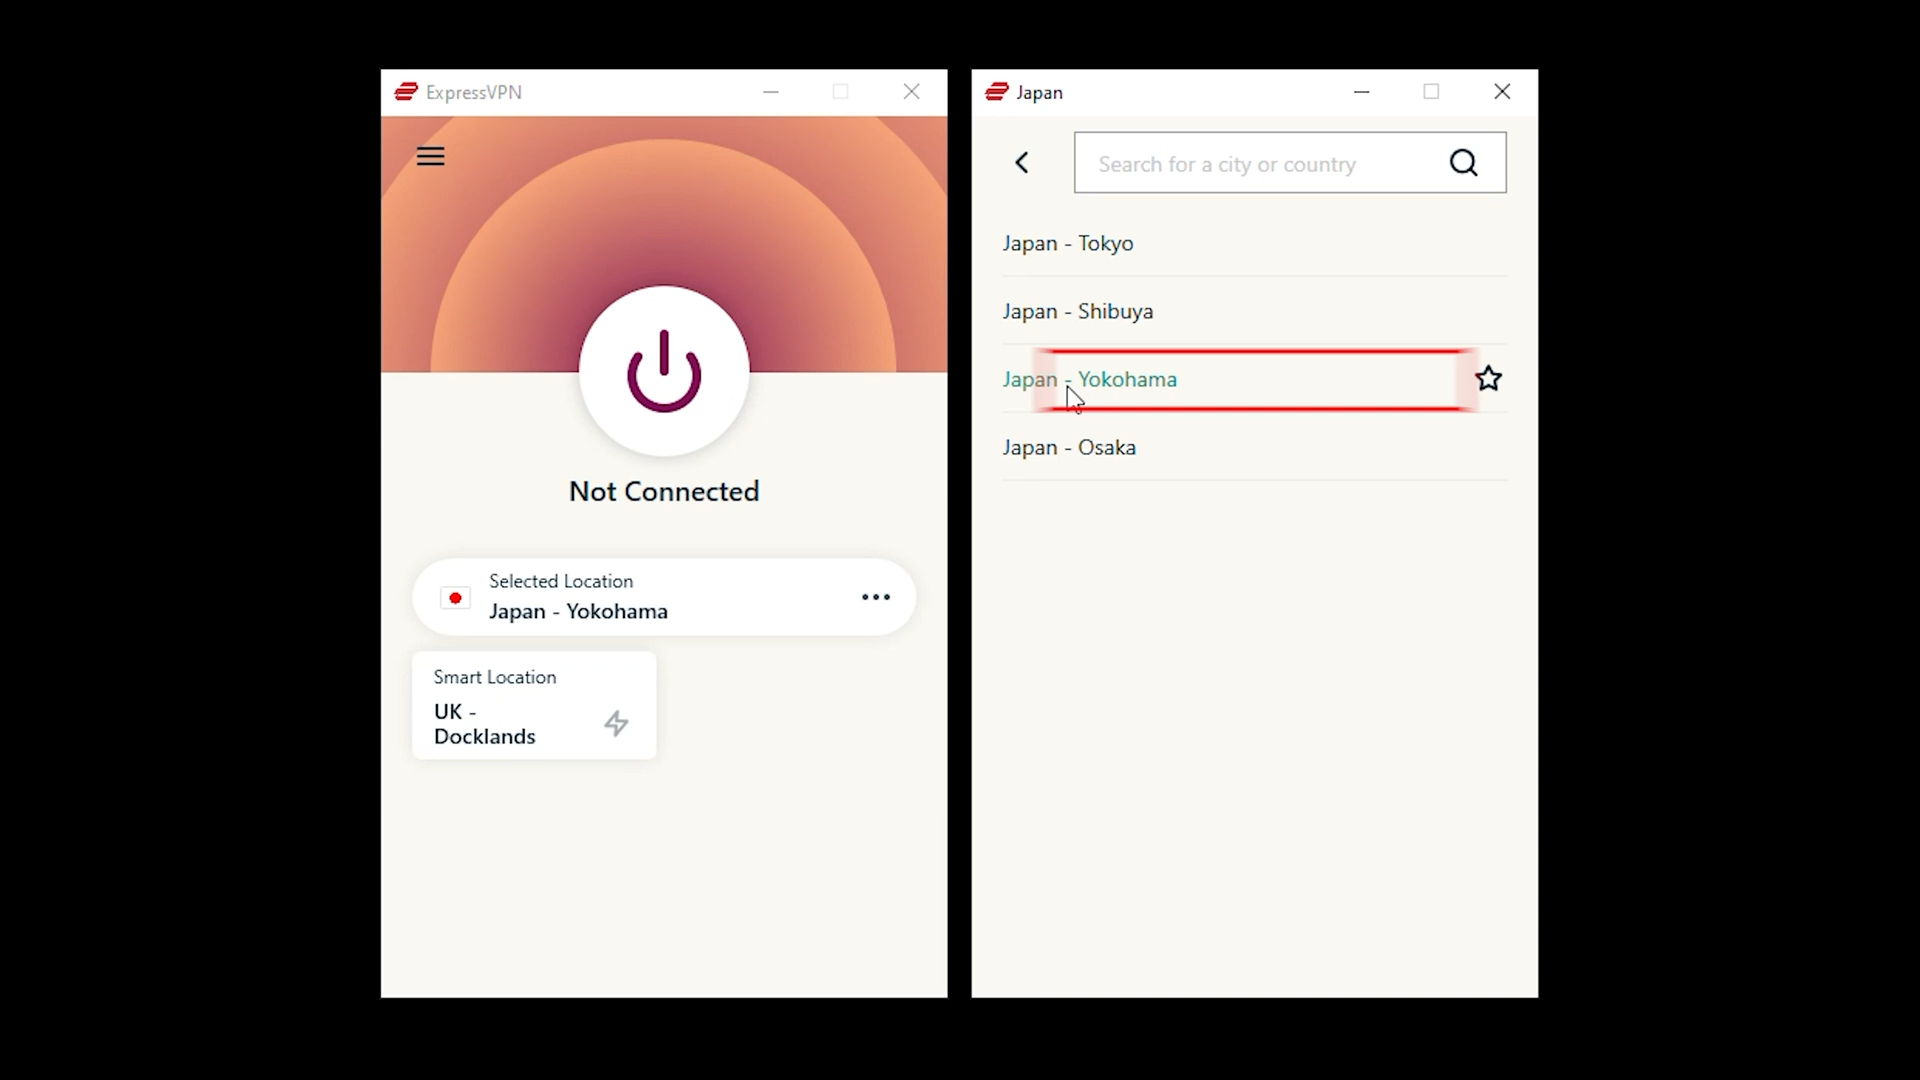 ExpressVPN
Not Connected
Selected Location
Japan - Yokohama
Smart Location
UK -
Docklands
Japan
Search for a city or country
Japan - Tokyo
Japan - Shibuya
Japan - Yokohama
Japan - Osaka